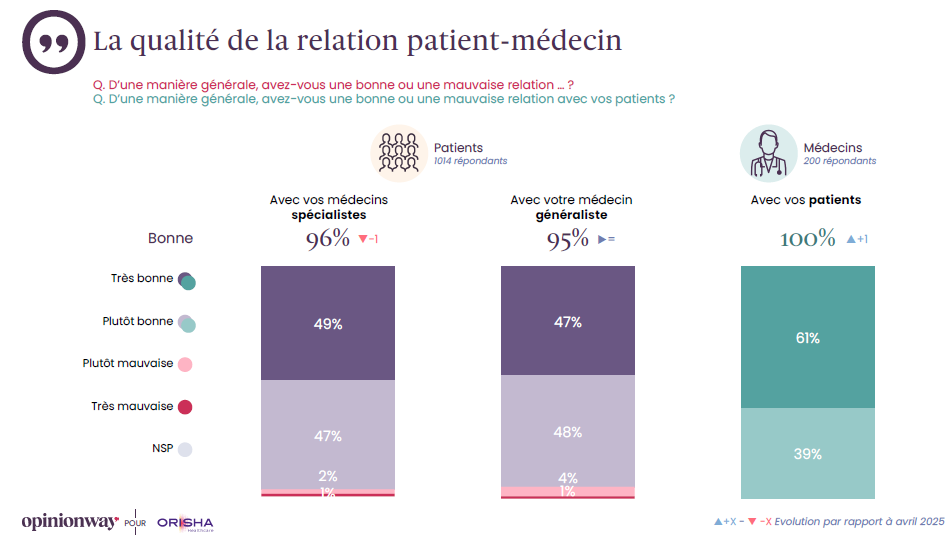 La qualité de la relation patient-médecin
Q. D'une manière générale, avez-vous une bonne ou une mauvaise relation ... ?
Q. D'une manière générale, avez-vous une bonne ou une mauvaise relation avec vos patients ?
Patients
1014 répondants
Médecins
200 répondants
Avec vos médecins
spécialistes
Avec votre médecin
généraliste
Avec vos patients
Bonne
96% ▼-1
95% ▶=
100% ▲+1
Très bonne
Plutôt bonne
Plutôt mauvaise
Très mauvaise
NSP
49%
47%
2%
1%
47%
48%
4%
1%
61%
39%
opinionway POUR ORISHA
Healthcare
▲+X - ▼ -X Evolution par rapport à avril 2025